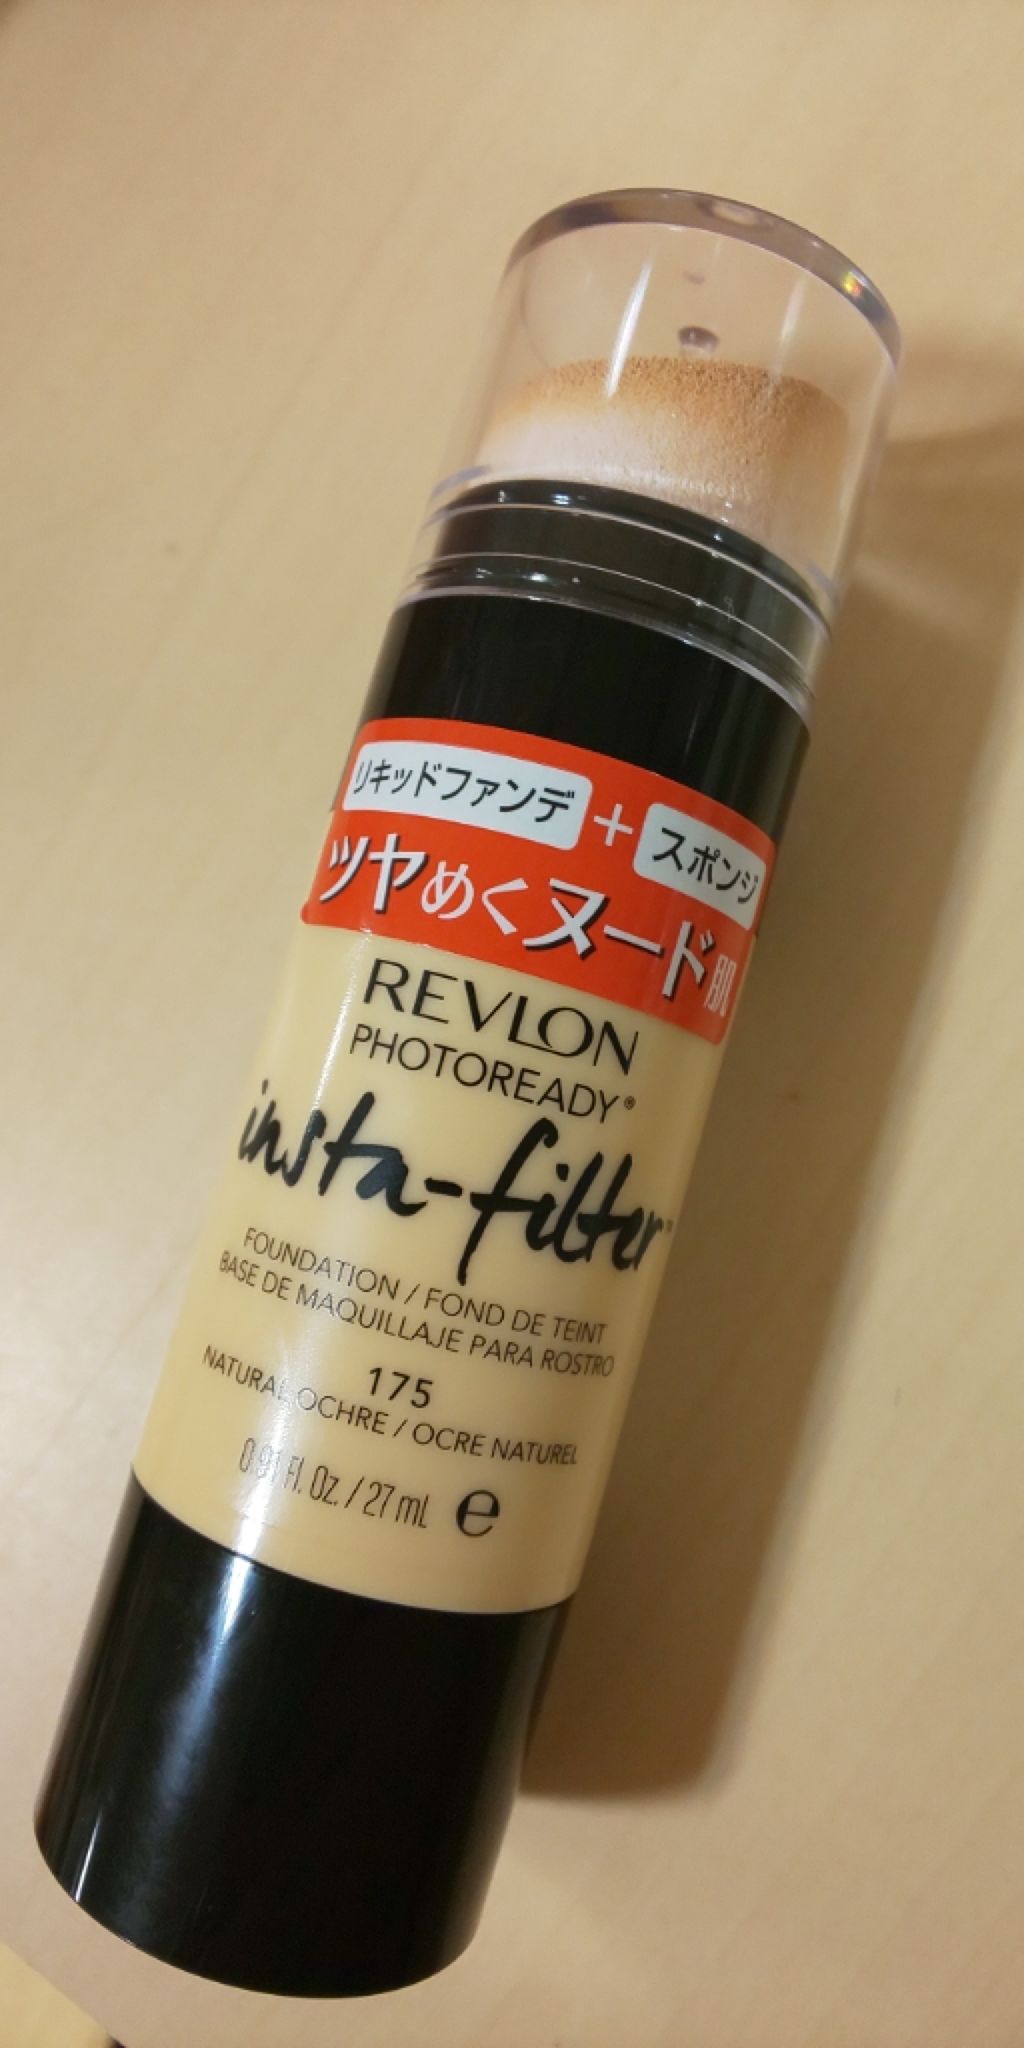 リキッドファンデ + スポンジ
ツヤめくヌード肌
REVLON
PHOTOREADY®
insta-filter™
FOUNDATION / FOND DE TEINT
BASE DE MAQUILLAJE PARA ROSTRO
175
NATURAL OCHRE / OCRE NATUREL
0.91 Fl. Oz. / 27 mL ℮